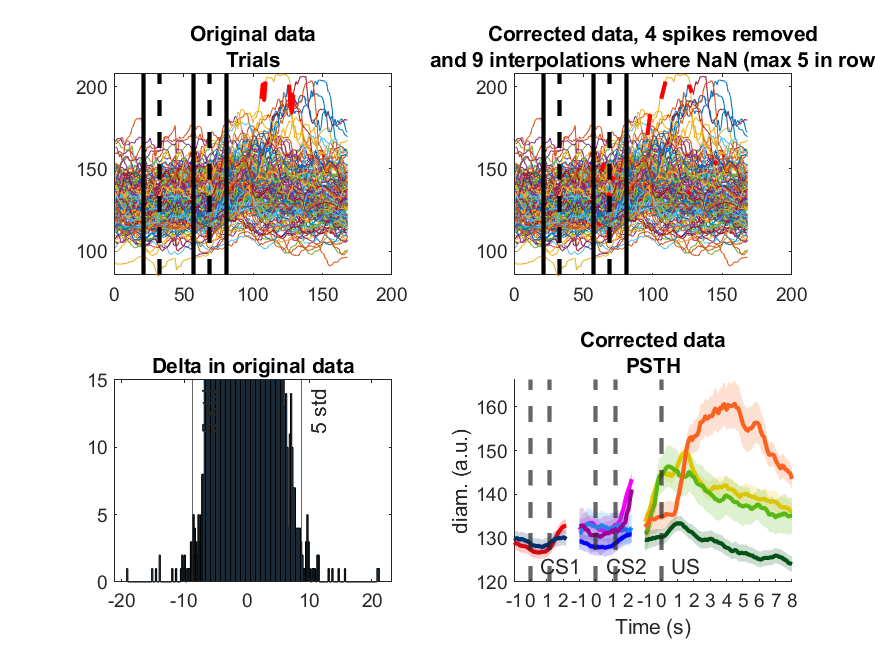 Original data
Trials
200
150
100
0 50 100 150 200
Corrected data, 4 spikes removed
and 9 interpolations where NaN (max 5 in row
200
150
100
0 50 100 150 200
Delta in original data
15
10
5
0
5 std
-20 -10 0 10 20
Corrected data
PSTH
diam. (a.u.)
160
150
140
130
120
CS1 CS2 US
-1 0 1 2 -1 0 1 2 -1 0 1 2 3 4 5 6 7 8
Time (s)